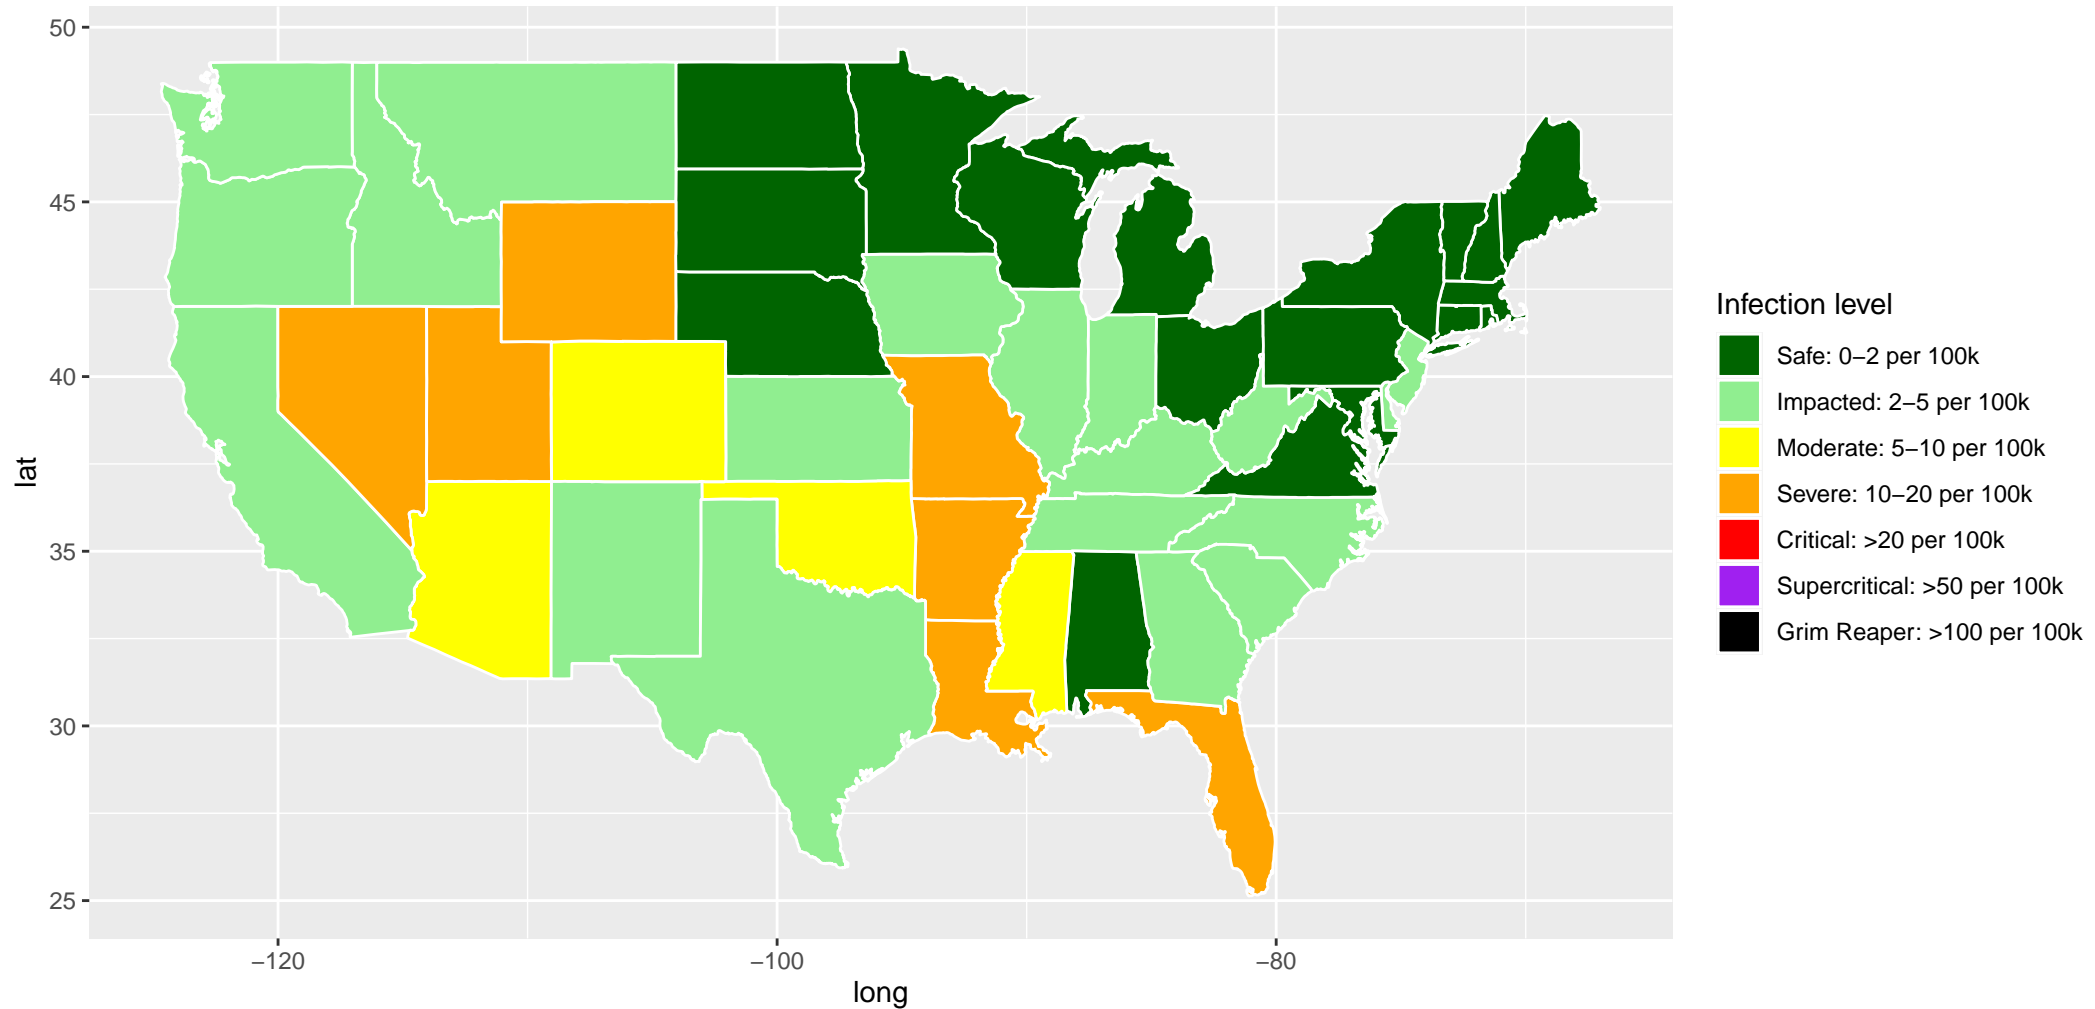 50
45
40
35
30
25
lat
−120
−100
−80
long
Infection level
Safe: 0−2 per 100k
Impacted: 2−5 per 100k
Moderate: 5−10 per 100k
Severe: 10−20 per 100k
Critical: >20 per 100k
Supercritical: >50 per 100k
Grim Reaper: >100 per 100k